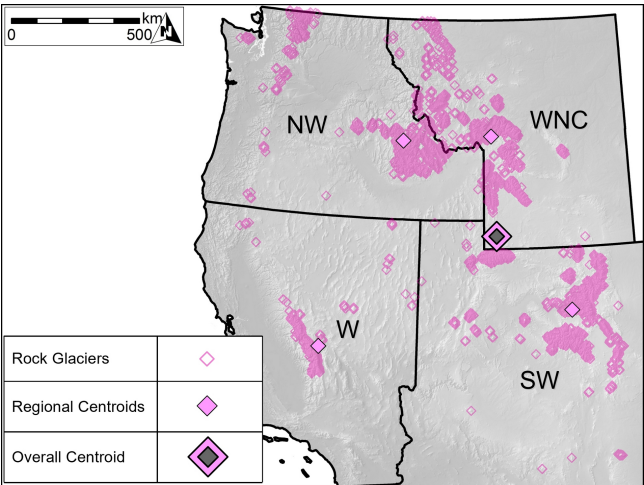 km
0 500
N
NW
WNC
W
SW
Rock Glaciers
Regional Centroids
Overall Centroid